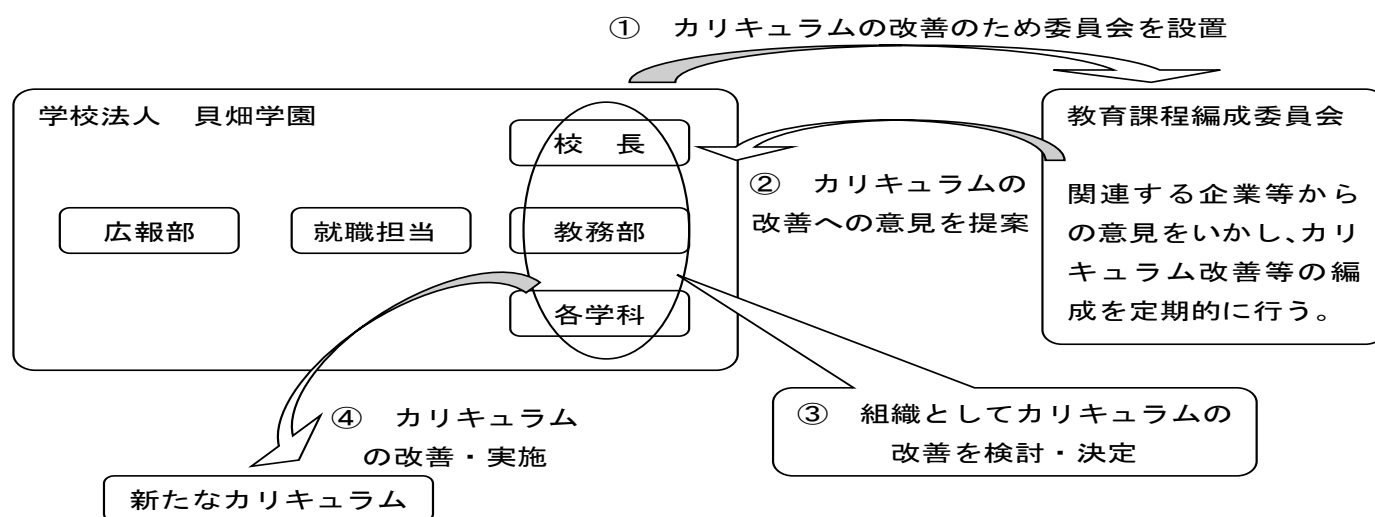 ① カリキュラムの改善のため委員会を設置
学校法人 貝畑学園
校 長
広報部
就職担当
教務部
各学科
教育課程編成委員会
関連する企業等から
の意見をいかし、カリ
キュラム改善等の編
成を定期的に行う。
② カリキュラムの
改善への意見を提案
③ 組織としてカリキュラムの
改善を検討・決定
④ カリキュラム
の改善・実施
新たなカリキュラム